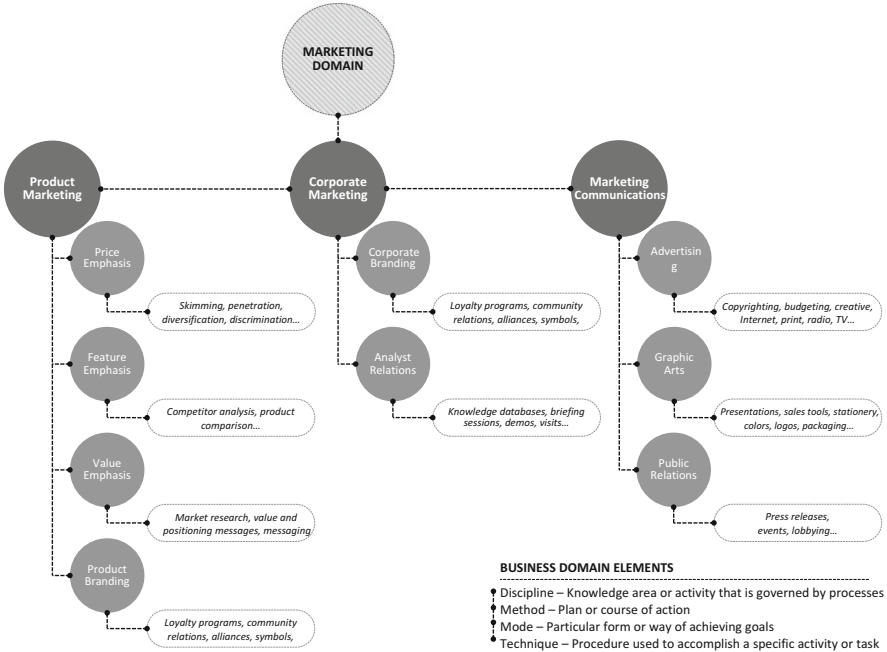 MARKETING
DOMAIN
Product
Marketing
Corporate
Marketing
Marketing
Communications
Price
Emphasis
Skimming, penetration,
diversification, discrimination...
Feature
Emphasis
Competitor analysis, product
comparison...
Value
Emphasis
Market research, value and
positioning messages, messaging
Product
Branding
Loyalty programs, community
relations, alliances, symbols,
Corporate
Branding
Loyalty programs, community
relations, alliances, symbols,
Analyst
Relations
Knowledge databases, briefing
sessions, demos, visits...
Advertisin
g
Copyrighting, budgeting, creative,
Internet, print, radio, TV...
Graphic
Arts
Presentations, sales tools, stationery,
colors, logos, packaging...
Public
Relations
Press releases,
events, lobbying...
BUSINESS DOMAIN ELEMENTS
Discipline – Knowledge area or activity that is governed by processes
Method – Plan or course of action
Mode – Particular form or way of achieving goals
Technique – Procedure used to accomplish a specific activity or task